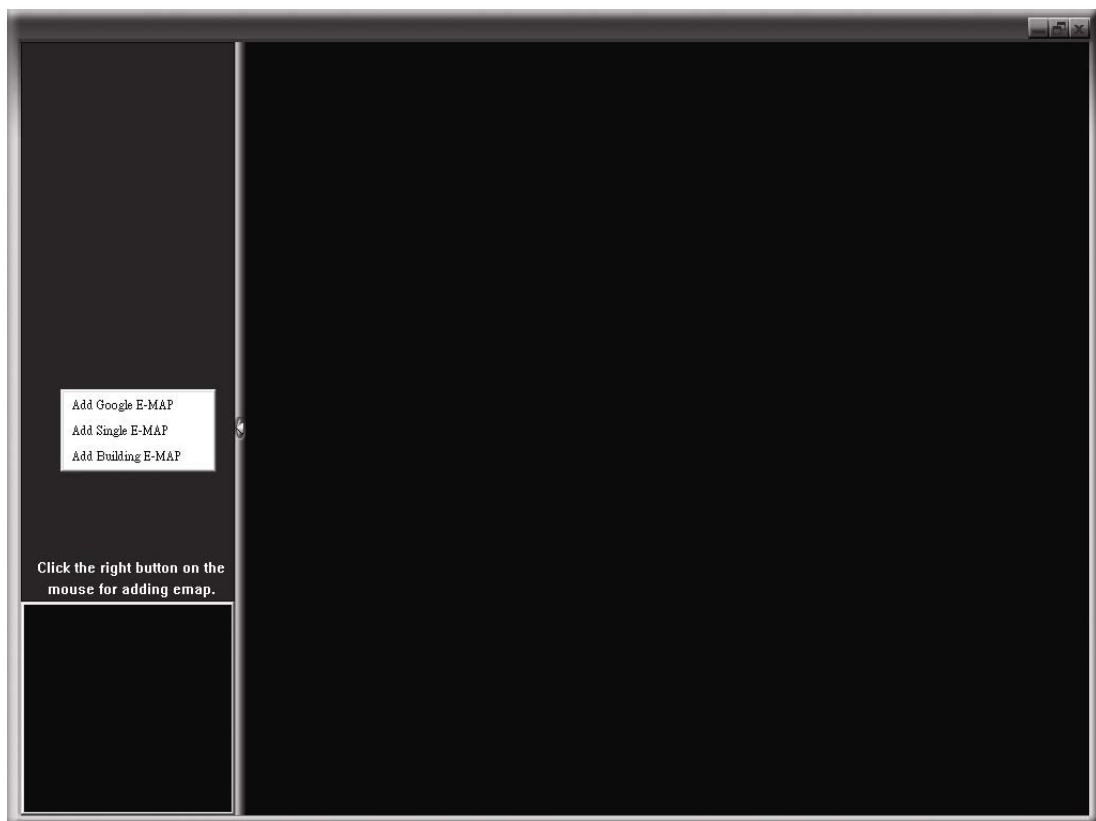 Add Google E-MAP
Add Single E-MAP
Add Building E-MAP
Click the right button on the
mouse for adding emap.